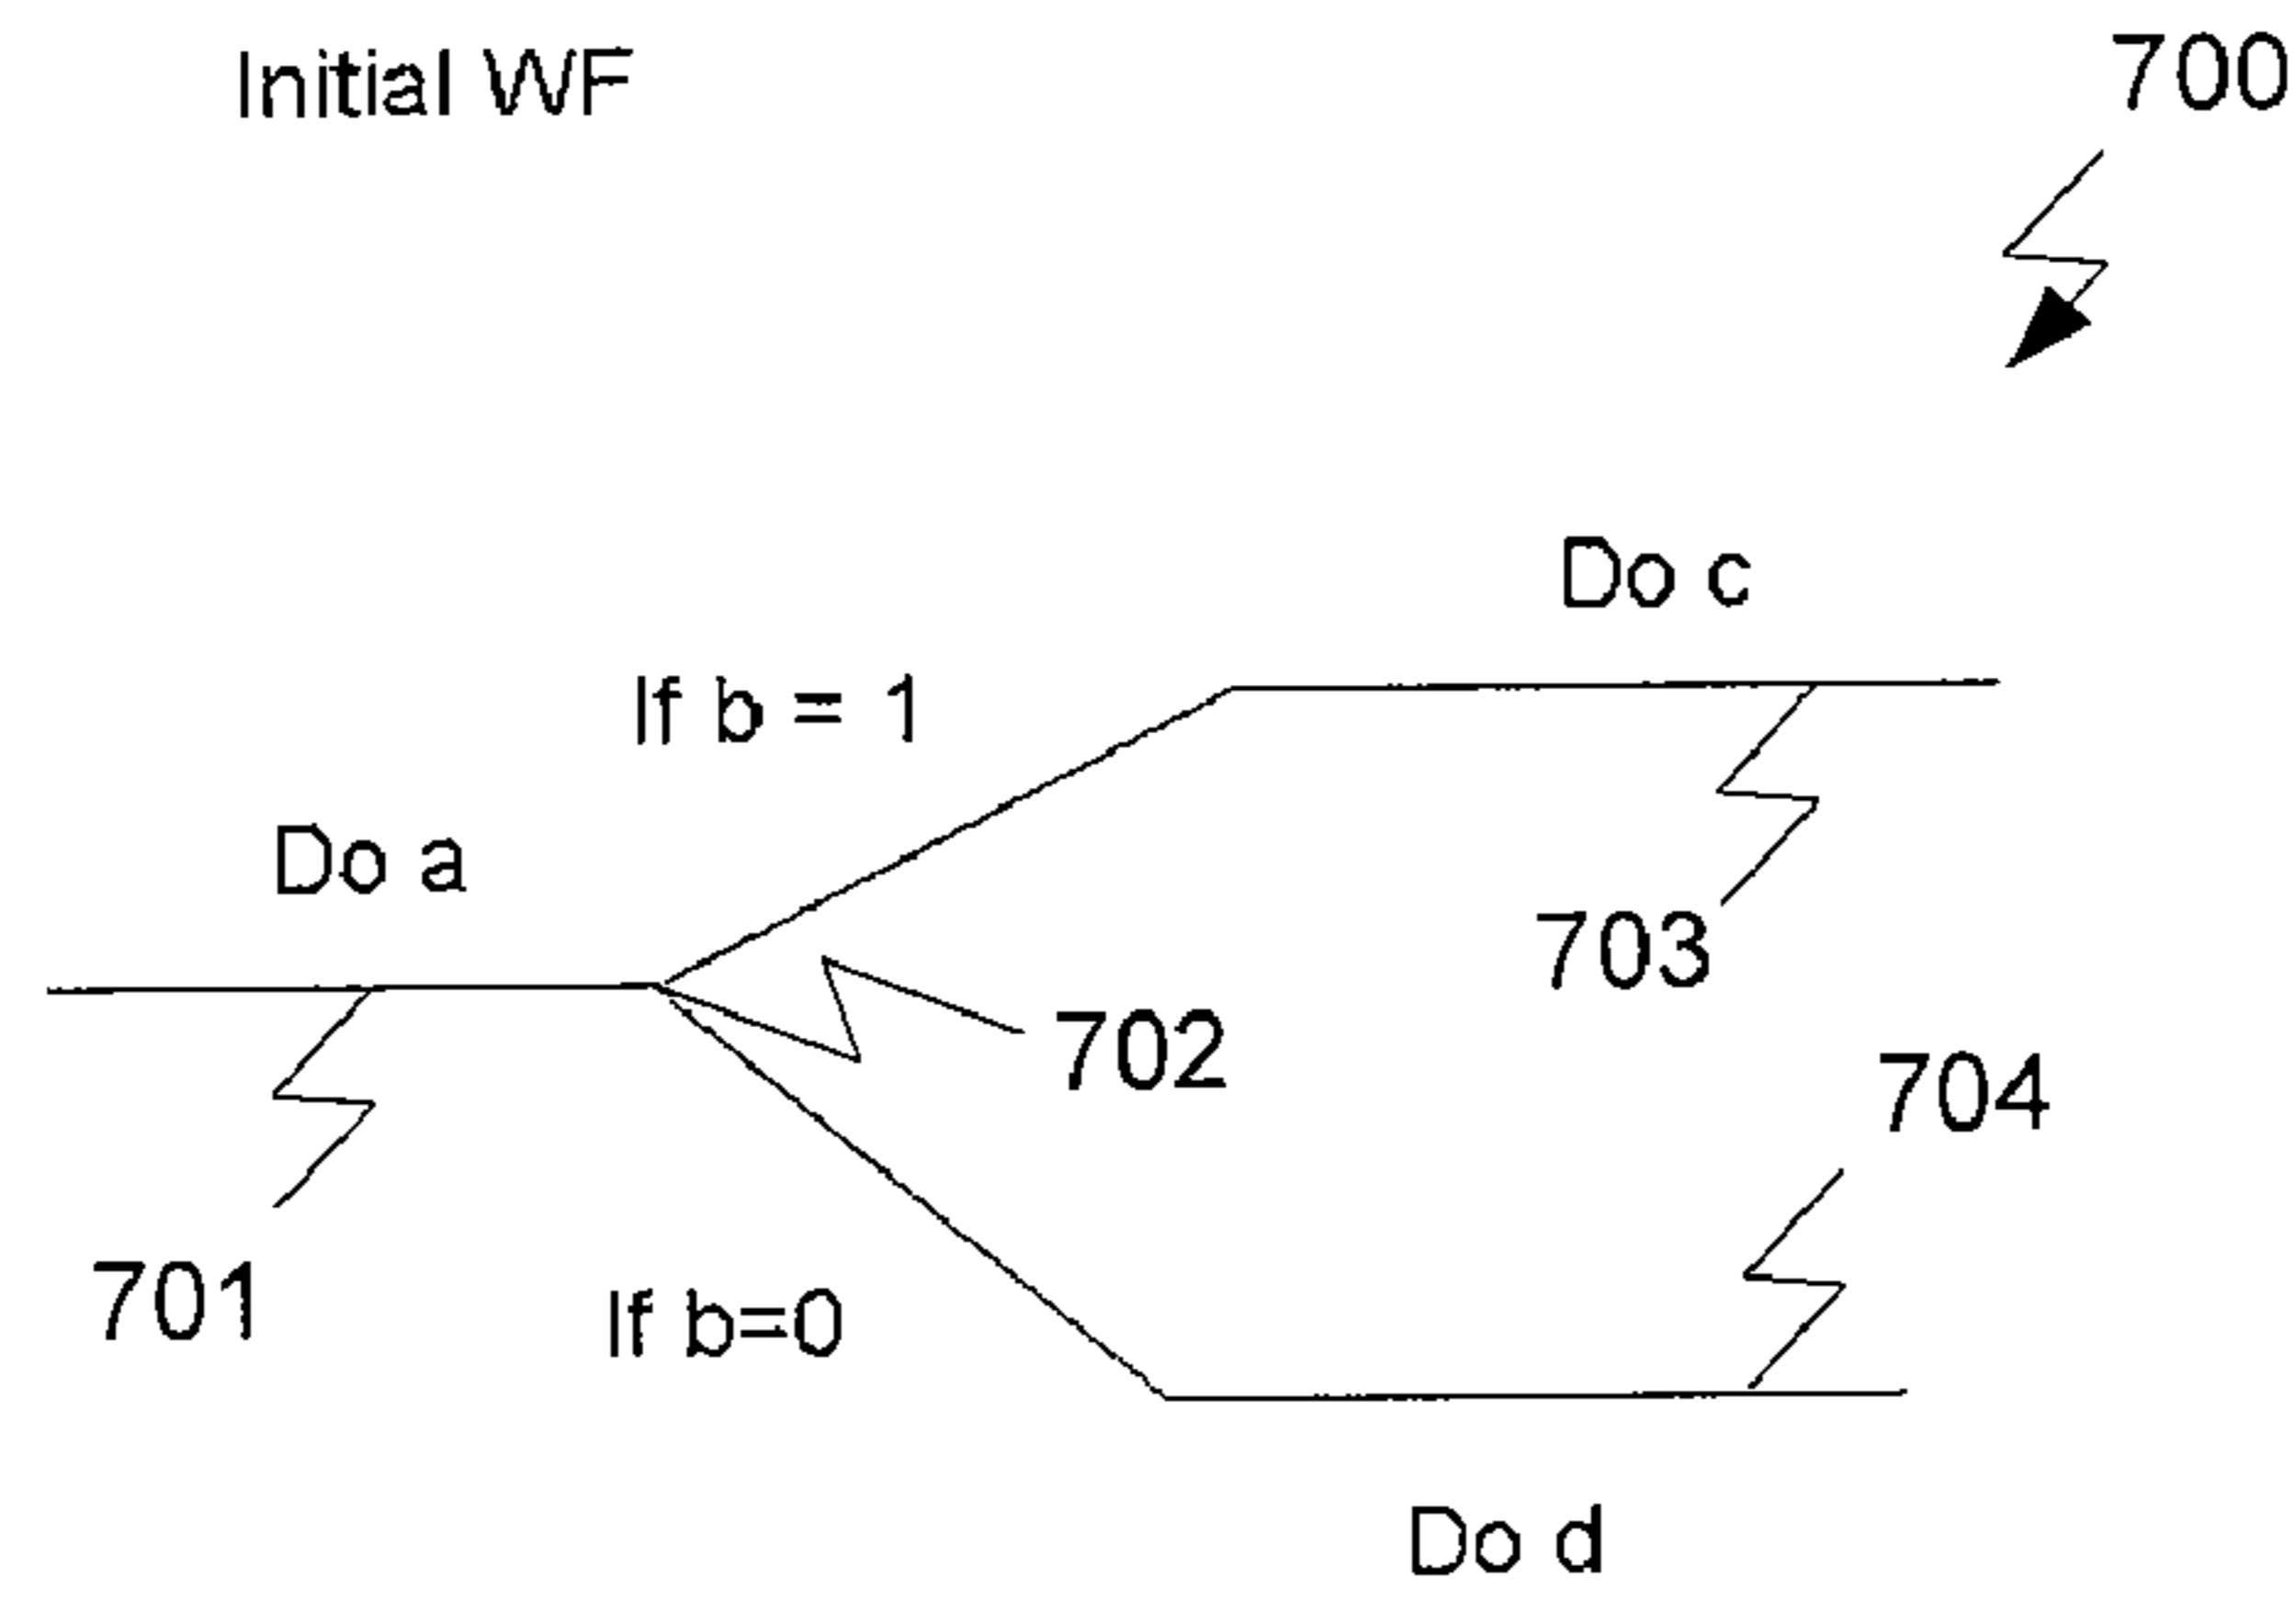 Initial WF
700
Do c
If b = 1
Do a
703
702
704
701
If b=0
Do d